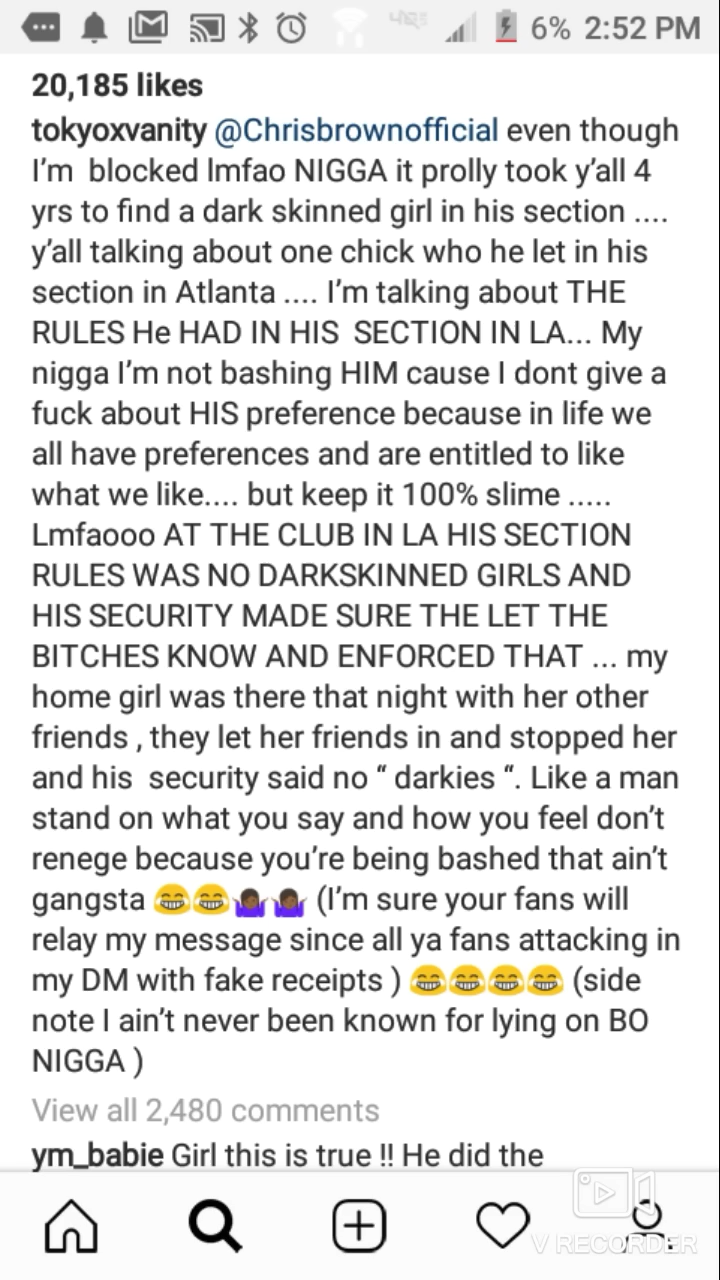 6% 2:52 PM
20,185 likes
tokyoxvanity @Chrisbrownofficial even though
I'm blocked lmfao NIGGA it prolly took y'all 4
yrs to find a dark skinned girl in his section ....
y'all talking about one chick who he let in his
section in Atlanta .... I'm talking about THE
RULES He HAD IN HIS SECTION IN LA... My
nigga I'm not bashing HIM cause I dont give a
fuck about HIS preference because in life we
all have preferences and are entitled to like
what we like.... but keep it 100% slime .....
Lmfaooo AT THE CLUB IN LA HIS SECTION
RULES WAS NO DARKSKINNED GIRLS AND
HIS SECURITY MADE SURE THE LET THE
BITCHES KNOW AND ENFORCED THAT ... my
home girl was there that night with her other
friends , they let her friends in and stopped her
and his security said no “ darkies “. Like a man
stand on what you say and how you feel don't
renege because you're being bashed that ain't
gangsta 😂😂🤷🏾‍♀️🤷🏾‍♀️ (I'm sure your fans will
relay my message since all ya fans attacking in
my DM with fake receipts ) 😂😂😂😂 (side
note I ain't never been known for lying on BO
NIGGA )
View all 2,480 comments
ym_babie Girl this is true !! He did the
V RECORDER